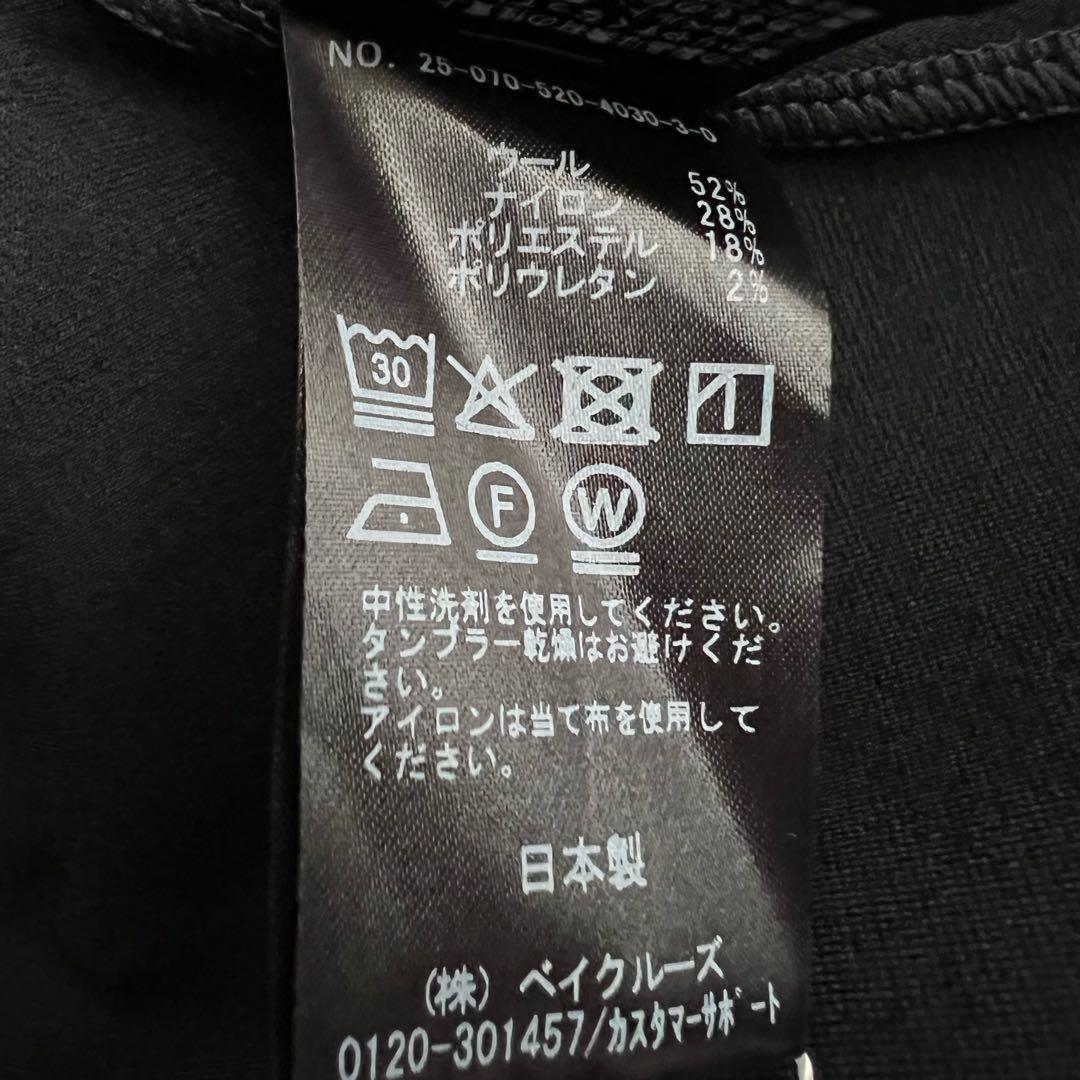 NO. 25-070-520-4030-3-0
ウール 52%
ナイロン 28%
ポリエステル 18%
ポリウレタン 2%
30
F W
中性洗剤を使用してください。
タンブラー乾燥はお避けくだ
さい。
アイロンは当て布を使用して
ください。
日本製
(株) ベイクルーズ
0120-301457/カスタマーサポート